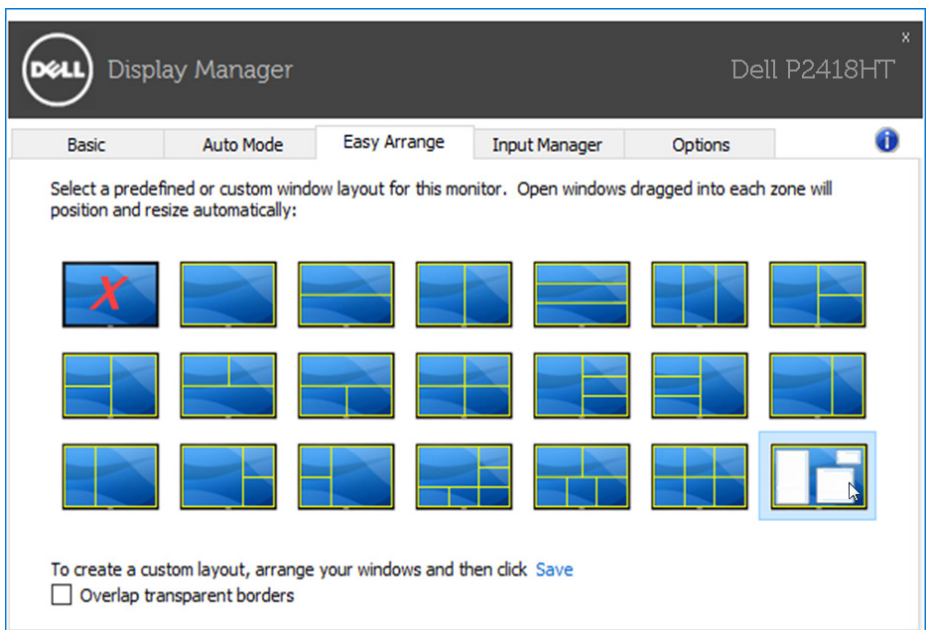 DELL Display Manager
x
Dell P2418HT
Basic Auto Mode Easy Arrange Input Manager Options i
Select a predefined or custom window layout for this monitor. Open windows dragged into each zone will
position and resize automatically:
X
To create a custom layout, arrange your windows and then click Save
Overlap transparent borders